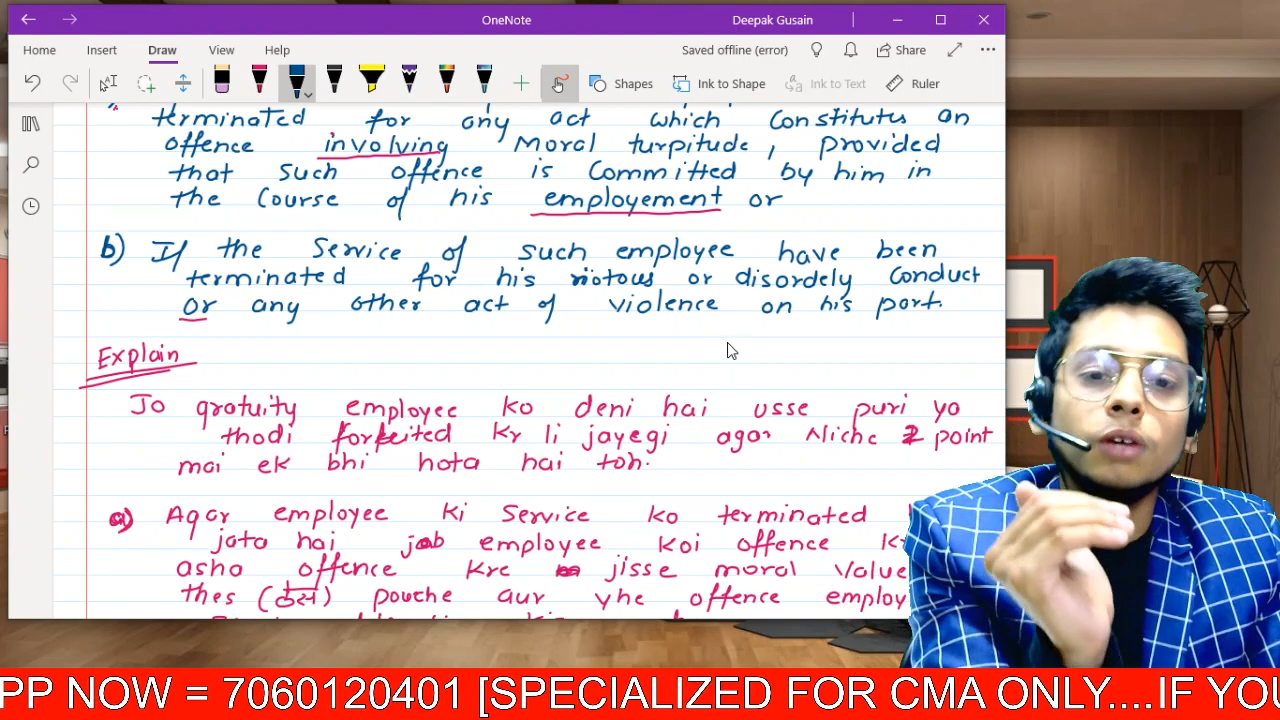 OneNote
Deepak Gusain
Home Insert Draw View Help
Saved offline (error)
Share
Shapes
Ink to Shape
Ink to Text
Ruler
terminated for any act which Constituts an
offence involving moral turpitude, provided
that such offence is Committed by him in
the Course of his employement or
b) If the Service of such employee have been
terminated for his riotous or disordely Conduct
or any other act of violence on his part.
Explain
Jo gratuity employee ko deni hai usse puri ya
thodi forfeited kr li jayegi agar Niche 2 point
mai ek bhi hota hai toh.
a) Agar employee ki Service ko terminated
jata hai jab employee koi offence
asha offence kre jisse moral Value
thes (ठेस) pouche aur yhe offence employ
PP NOW = 7060120401 [SPECIALIZED FOR CMA ONLY....IF YOU